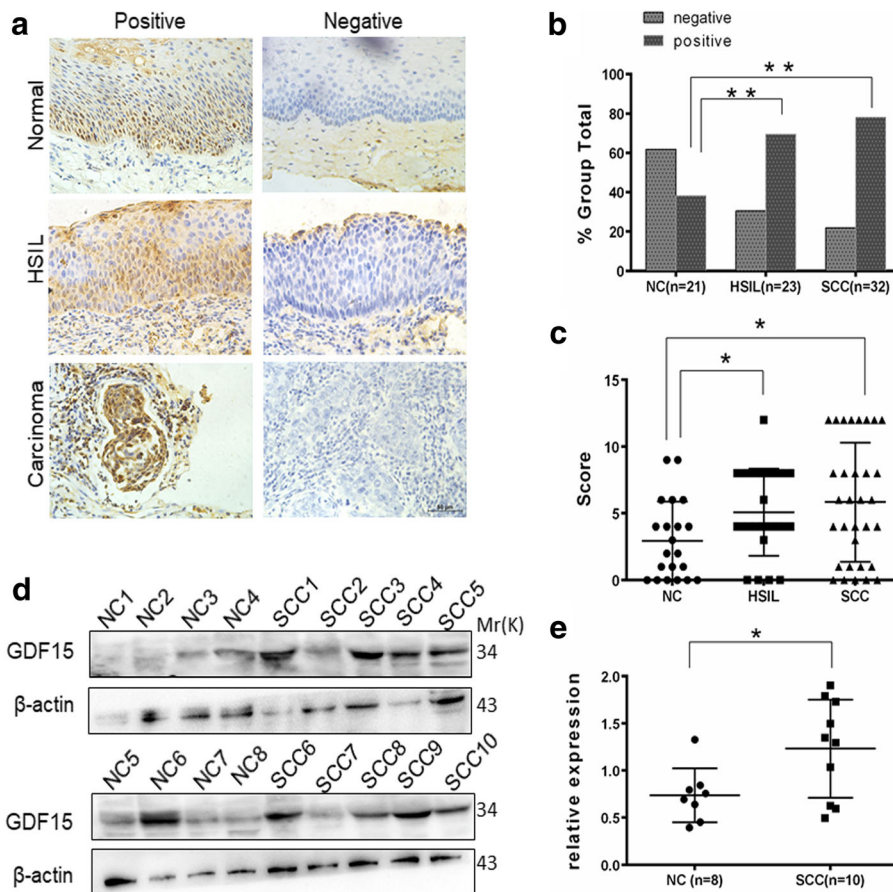 a
Positive
Negative
Normal
HSIL
Carcinoma
50 μm
b
negative
positive
% Group Total
100
80
60
40
20
0
* *
* *
NC(n=21)
HSIL(n=23)
SCC(n=32)
c
Score
15
10
5
0
*
*
NC
HSIL
SCC
d
NC1 NC2 NC3 NC4 SCC1 SCC2 SCC3 SCC4 SCC5
Mr(K)
GDF15
34
β-actin
43
NC5 NC6 NC7 NC8 SCC6 SCC7 SCC8 SCC9 SCC10
GDF15
34
β-actin
43
e
relative expression
2.0
1.5
1.0
0.5
0.0
*
NC (n=8)
SCC(n=10)